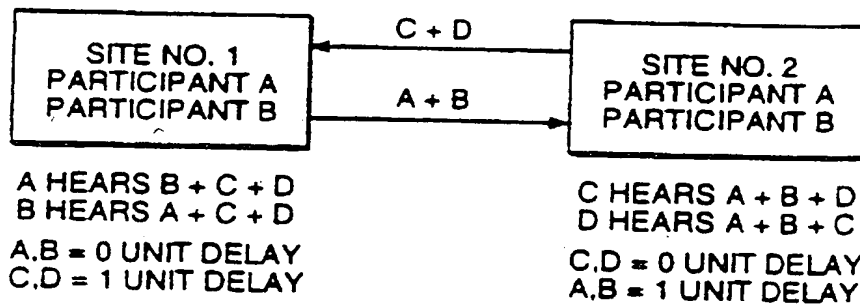 C + D
SITE NO. 1
PARTICIPANT A
PARTICIPANT B
A + B
SITE NO. 2
PARTICIPANT A
PARTICIPANT B
A HEARS B + C + D
B HEARS A + C + D
A,B = 0 UNIT DELAY
C,D = 1 UNIT DELAY
C HEARS A + B + D
D HEARS A + B + C
C,D = 0 UNIT DELAY
A,B = 1 UNIT DELAY